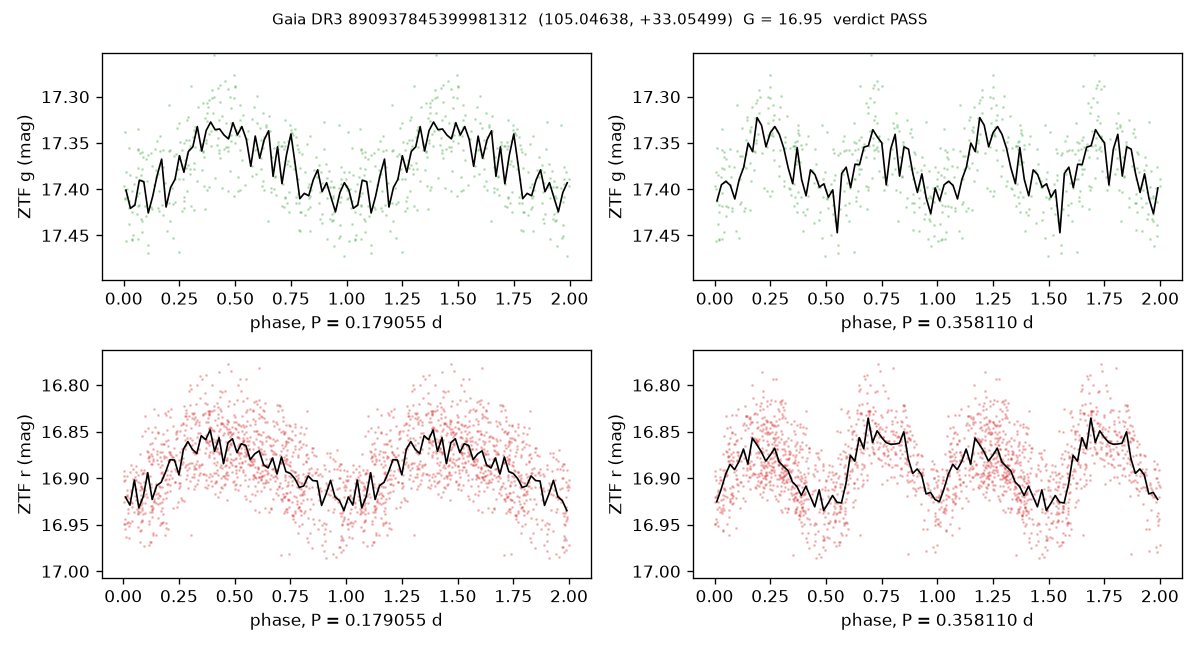 Gaia DR3 890937845399981312 (105.04638, +33.05499) G = 16.95 verdict PASS
ZTF g (mag)
17.30
17.35
17.40
17.45
0.00 0.25 0.50 0.75 1.00 1.25 1.50 1.75 2.00
phase, P = 0.179055 d
ZTF g (mag)
17.30
17.35
17.40
17.45
0.00 0.25 0.50 0.75 1.00 1.25 1.50 1.75 2.00
phase, P = 0.358110 d
ZTF r (mag)
16.80
16.85
16.90
16.95
17.00
0.00 0.25 0.50 0.75 1.00 1.25 1.50 1.75 2.00
phase, P = 0.179055 d
ZTF r (mag)
16.80
16.85
16.90
16.95
17.00
0.00 0.25 0.50 0.75 1.00 1.25 1.50 1.75 2.00
phase, P = 0.358110 d